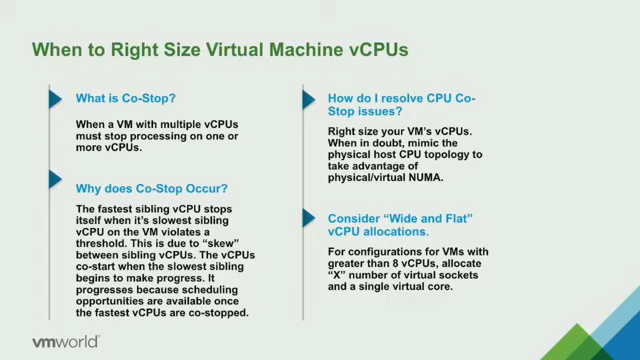 When to Right Size Virtual Machine vCPUs
What is Co-Stop?
When a VM with multiple vCPUs
must stop processing on one or
more vCPUs.
Why does Co-Stop Occur?
The fastest sibling vCPU stops
itself when it's slowest sibling
vCPU on the VM violates a
threshold. This is due to “skew”
between sibling vCPUs. The vCPUs
co-start when the slowest sibling
begins to make progress. It
progresses because scheduling
opportunities are available once
the fastest vCPUs are co-stopped.
How do I resolve CPU Co-
Stop issues?
Right size your VM's vCPUs.
When in doubt, mimic the
physical host CPU topology to
take advantage of
physical/virtual NUMA.
Consider “Wide and Flat”
vCPU allocations.
For configurations for VMs with
greater than 8 vCPUs, allocate
“X” number of virtual sockets
and a single virtual core.
vmworld